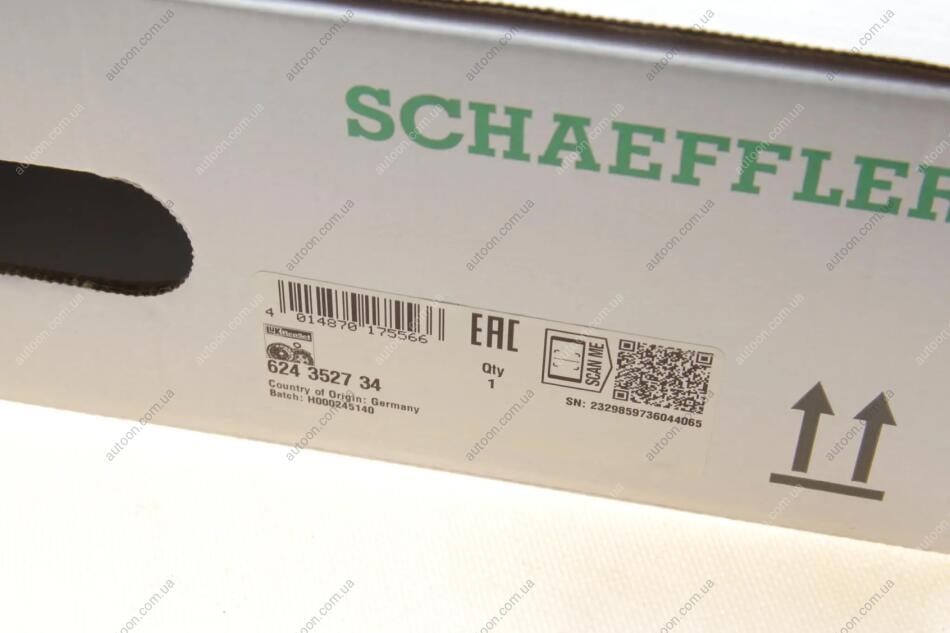 SCHAEFFLER
4 014870 175566
EAC
Qty
1
SCAN ME
LuK
624 3527 34
Country of Origin: Germany
Batch: H000245140
SN: 2329859736044065
autoon.com.ua